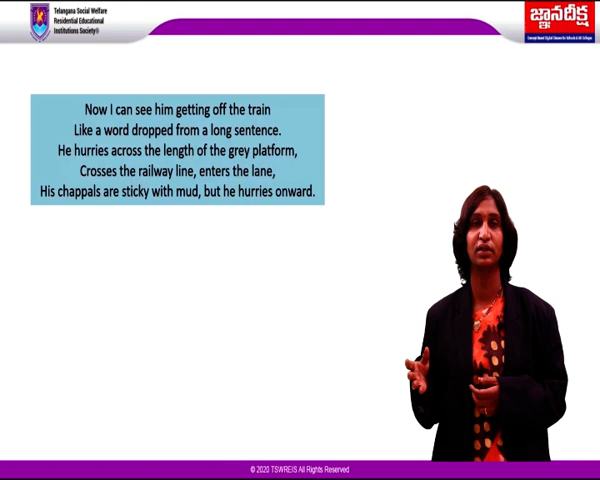 Telangana Social Welfare
Residential Educational
Institutions Society®
జ్ఞానదీక్ష
Now I can see him getting off the train
Like a word dropped from a long sentence.
He hurries across the length of the grey platform,
Crosses the railway line, enters the lane,
His chappals are sticky with mud, but he hurries onward.
© 2020 TSWREIS All Rights Reserved